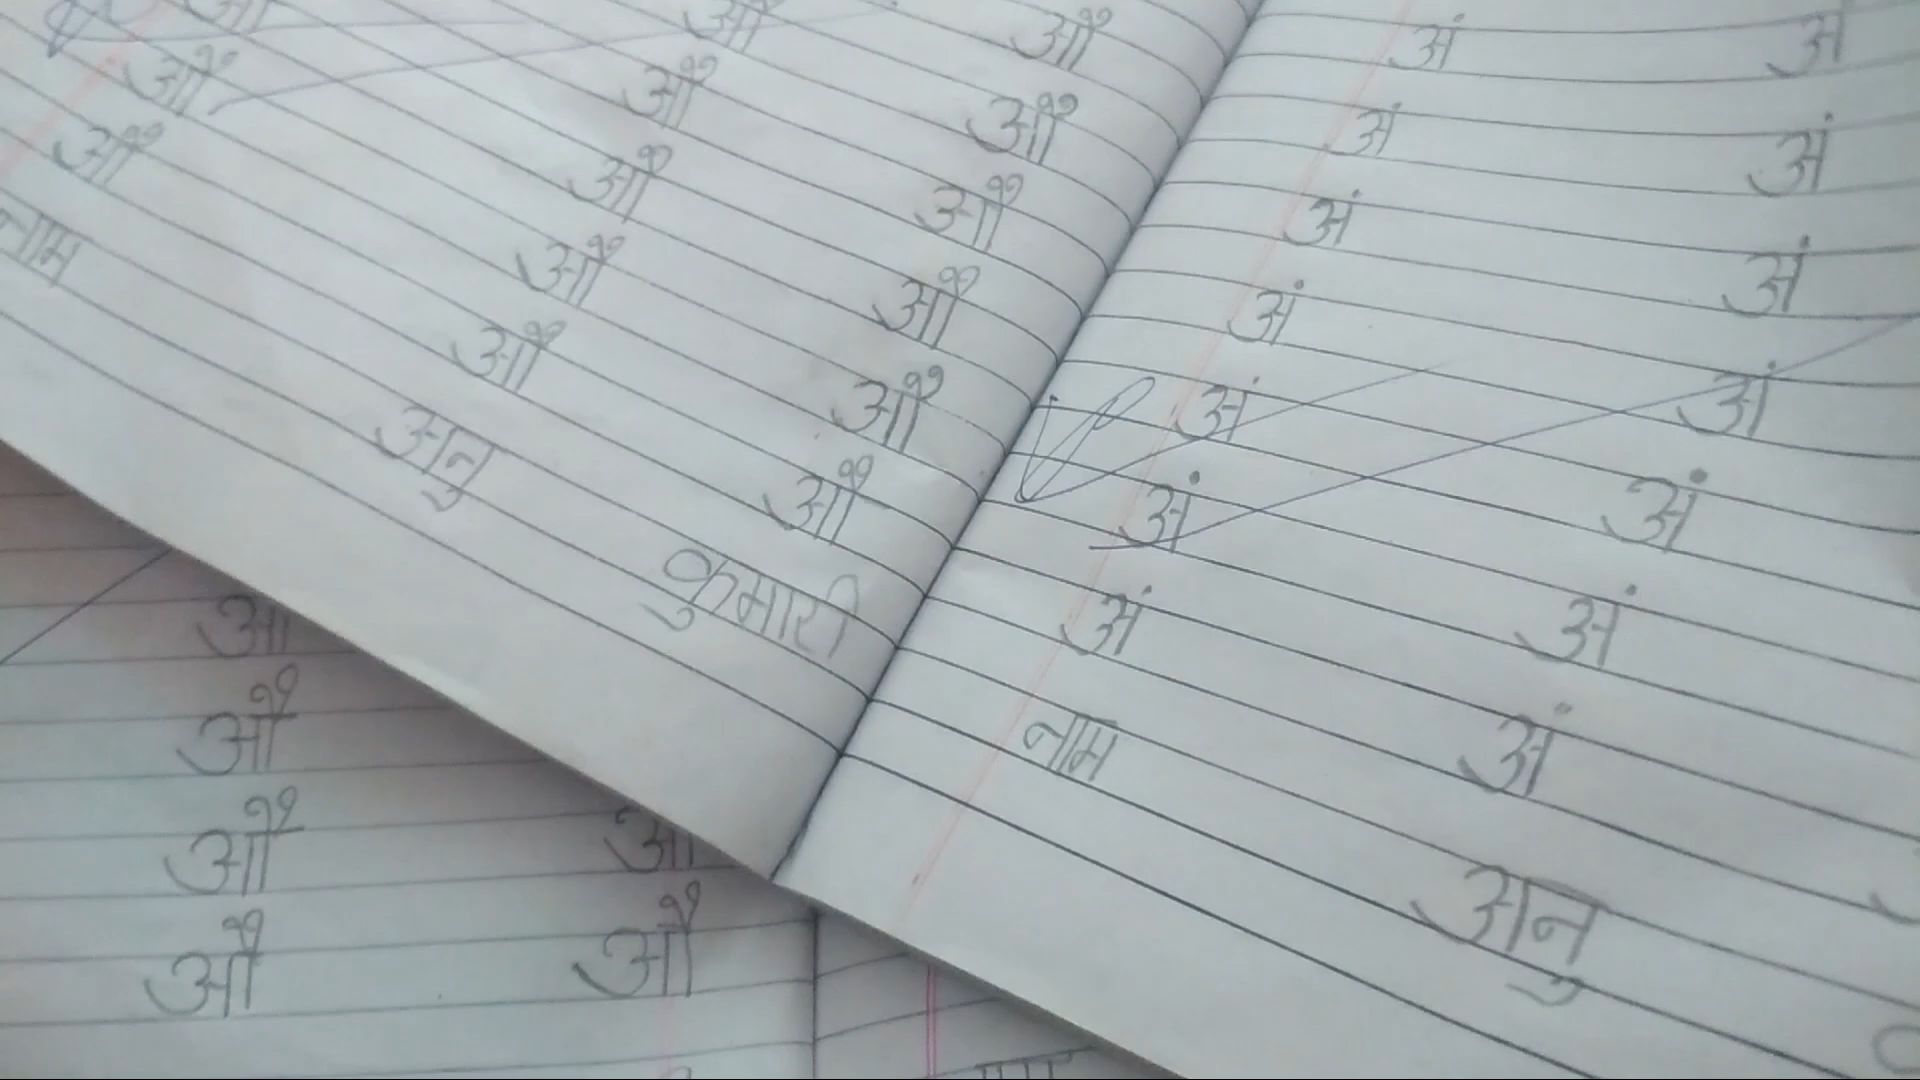 औ औ औ
औ औ औ
औ औ औ
औ औ
औ औ
औ औ
नाम अनु कुमारी
अं अं
अं अं
अं अं
अं अं
अं अं
अं अं
अं अं
नाम अनु
औ
औ
औ
औ औ